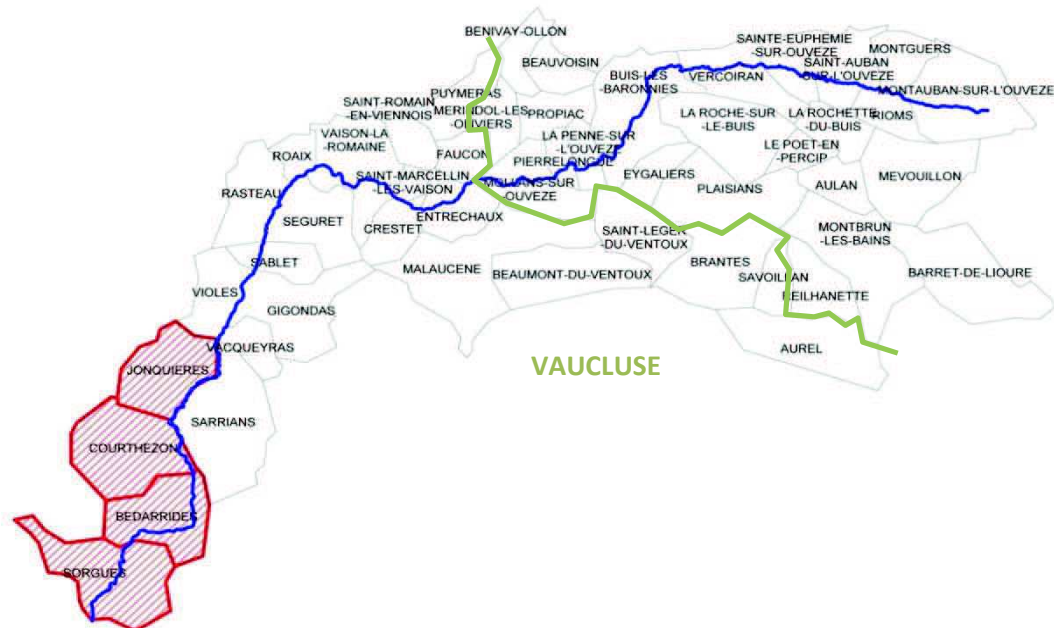 BENIVAY-OLLON
SAINTE-EUPHEMIE
-SUR-OUVEZE
MONTGUERS
BEAUVOISIN
SAINT-AUBAN
-SUR-L'OUVEZE
BUIS-LES
-BARONNIES
VERCOIRAN
MONTAUBAN-SUR-L'OUVEZE
PUYMERAS
SAINT-ROMAIN
-EN-VIENNOIS
MERINDOL-LES
-OLIVIERS
PROPIAC
LA ROCHE-SUR
-LE-BUIS
LA ROCHETTE
-DU-BUIS
RIOMS
VAISON-LA
-ROMAINE
LA PENNE-SUR
-L'OUVEZE
LE POET-EN
-PERCIP
ROAIX
FAUCON
PIERRELONGUE
SAINT-MARCELLIN
-LES-VAISON
MOLLANS-SUR
-OUVEZE
EYGALIERS
PLAISIANS
AULAN
MEVOUILLON
RASTEAU
SEGURET
CRESTET
ENTRECHAUX
SAINT-LEGER
-DU-VENTOUX
MONTBRUN
-LES-BAINS
SABLET
MALAUCENE
BEAUMONT-DU-VENTOUX
BRANTES
SAVOILLAN
BARRET-DE-LIOURE
VIOLES
GIGONDAS
REILHANETTE
VACQUEYRAS
AUREL
JONQUIERES
VAUCLUSE
SARRIANS
COURTHEZON
BEDARRIDES
SORGUES